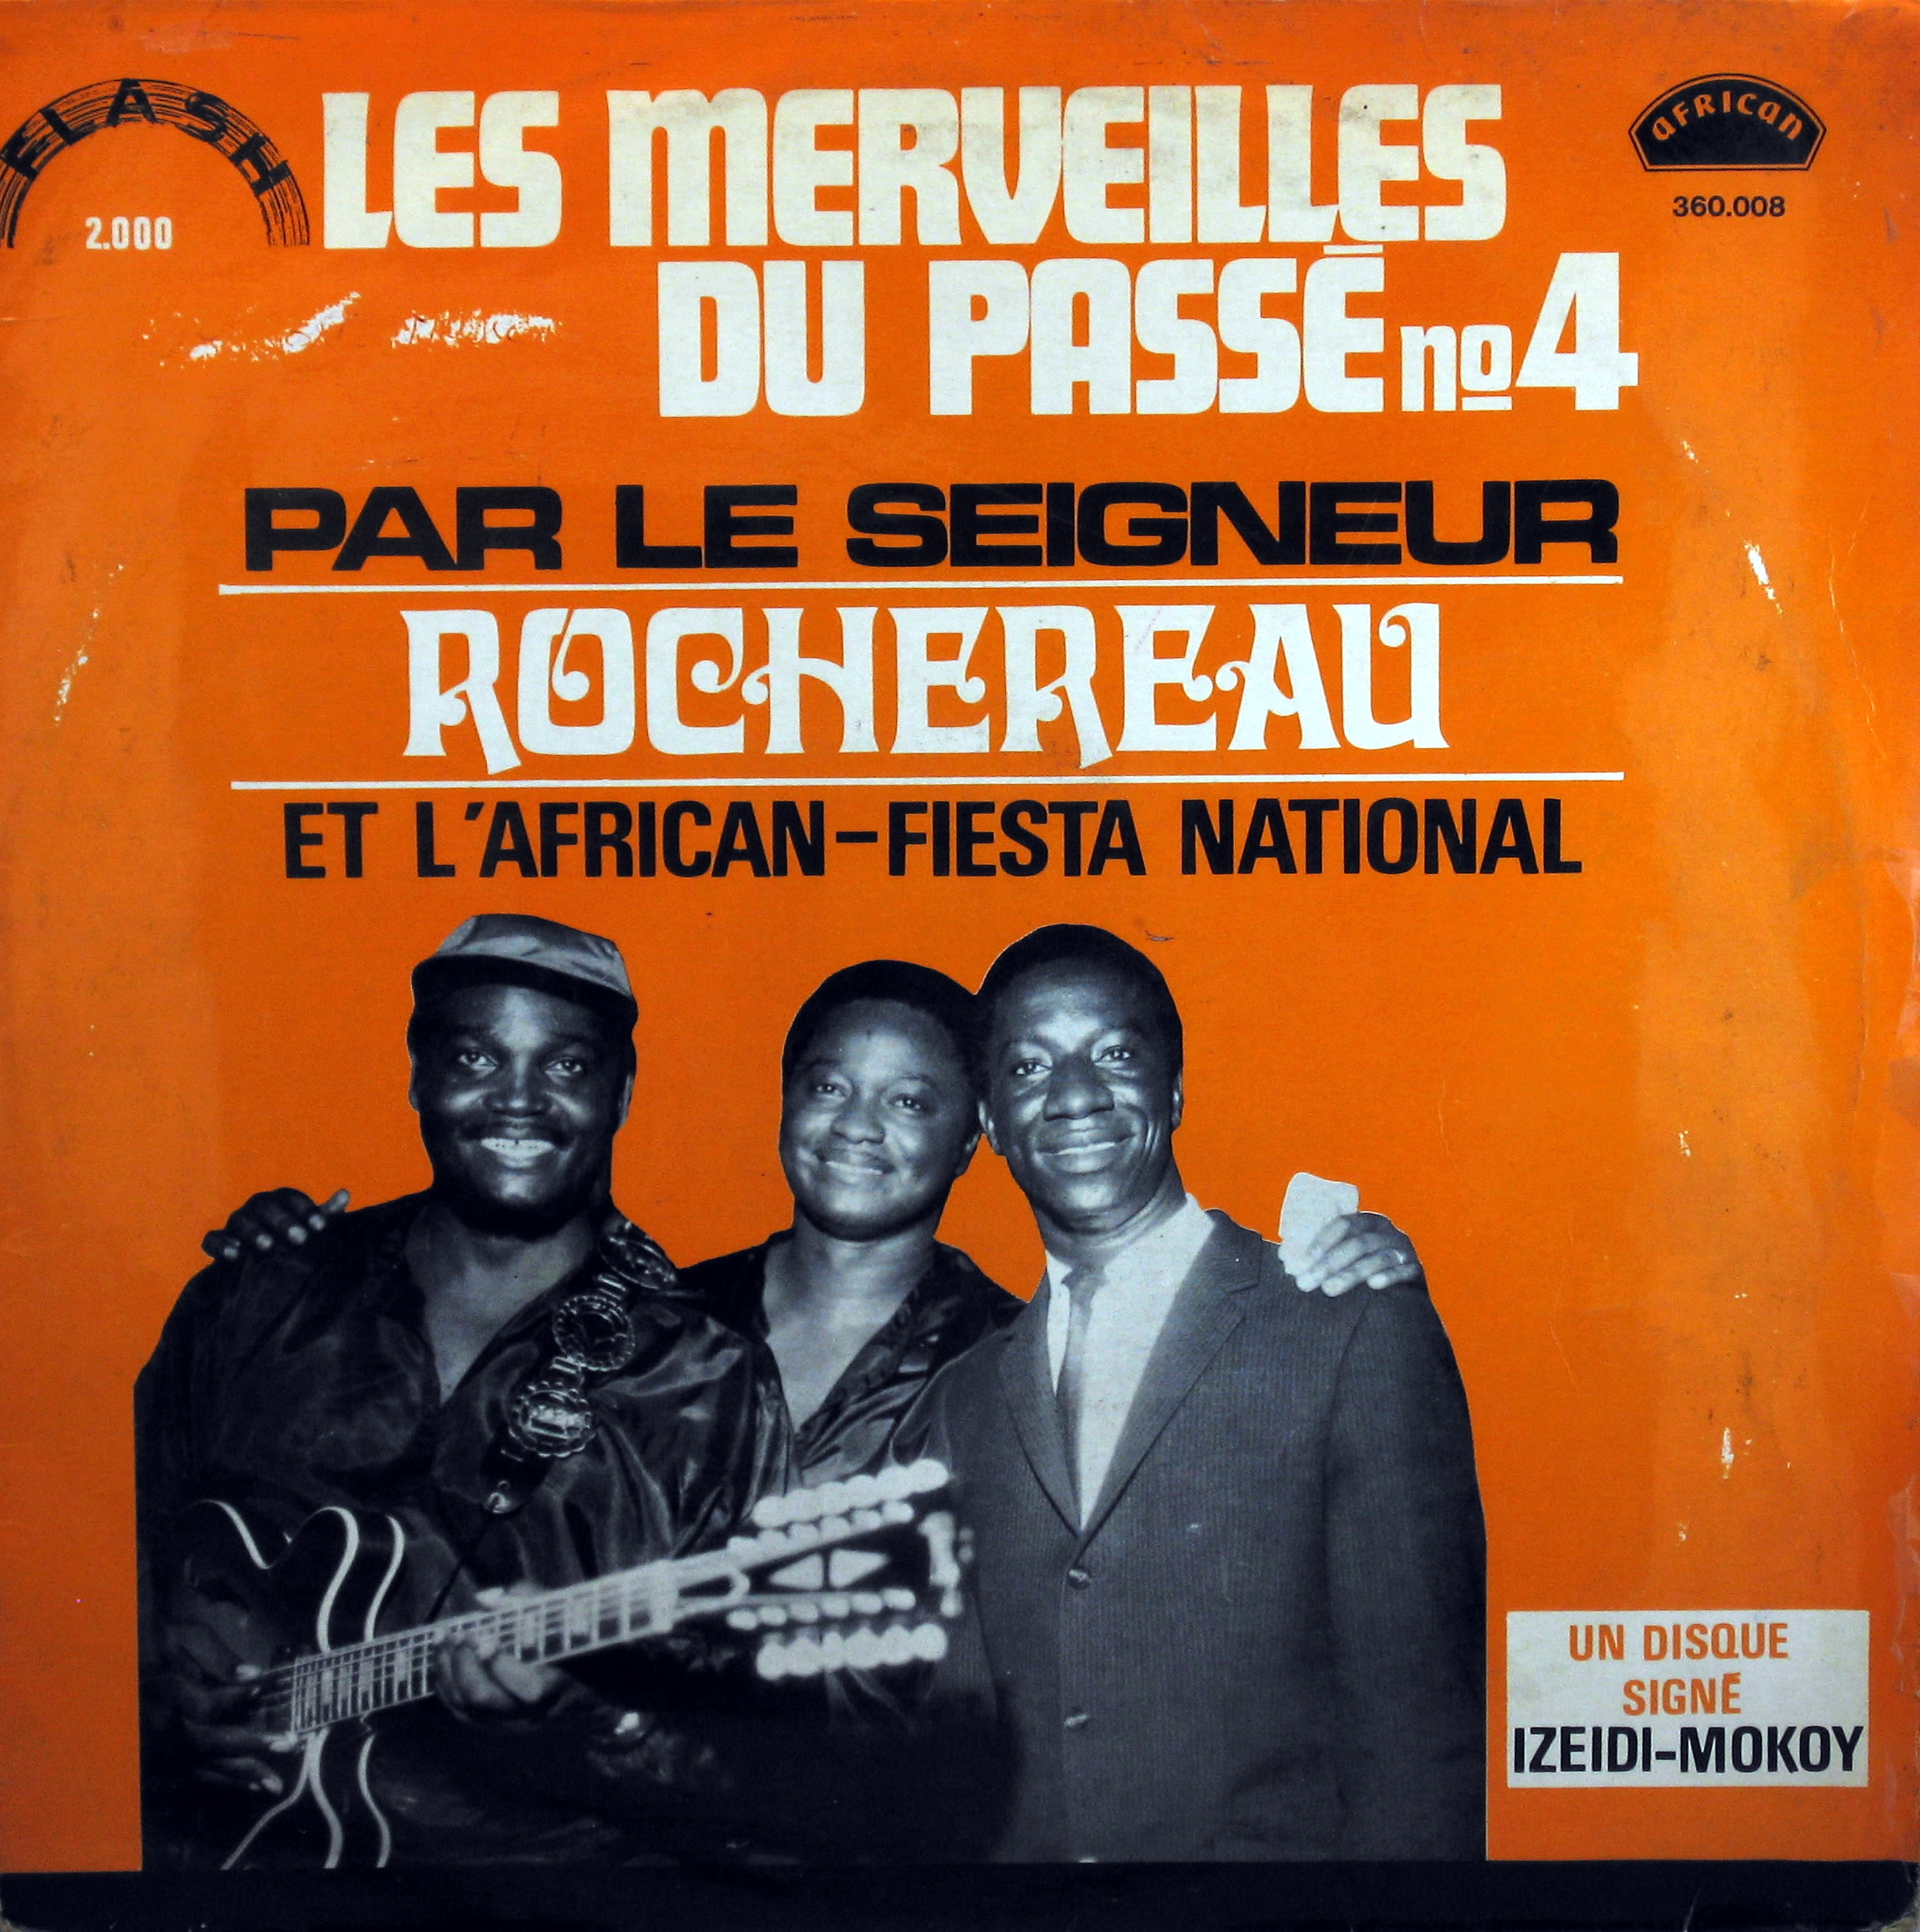 FLASH
2.000
LES MERVEILLES
DU PASSÉ nº4
AFRICAN
360.008
PAR LE SEIGNEUR
ROCHEREAU
ET L'AFRICAN-FIESTA NATIONAL
UN DISQUE
SIGNÉ
IZEIDI-MOKOY